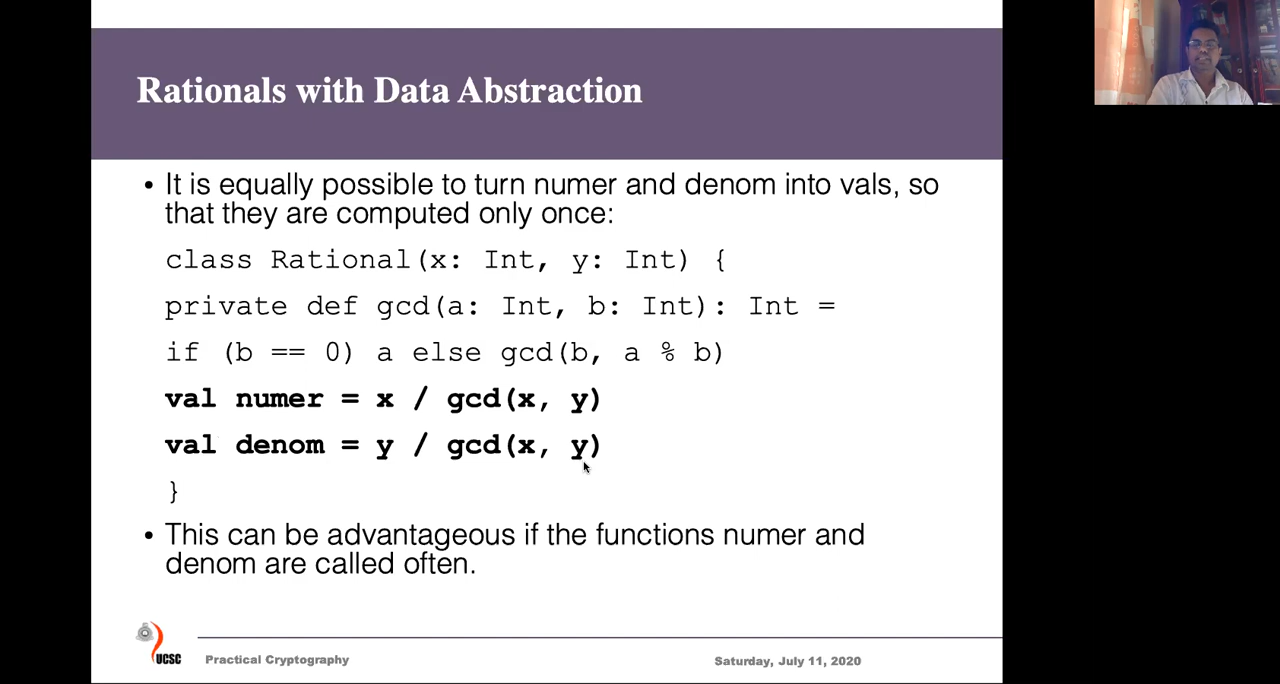 Rationals with Data Abstraction
• It is equally possible to turn numer and denom into vals, so
that they are computed only once:
class Rational(x: Int, y: Int) {
private def gcd(a: Int, b: Int): Int =
if (b == 0) a else gcd(b, a % b)
val numer = x / gcd(x, y)
val denom = y / gcd(x, y)
}
• This can be advantageous if the functions numer and
denom are called often.
UCSC
Practical Cryptography
Saturday, July 11, 2020